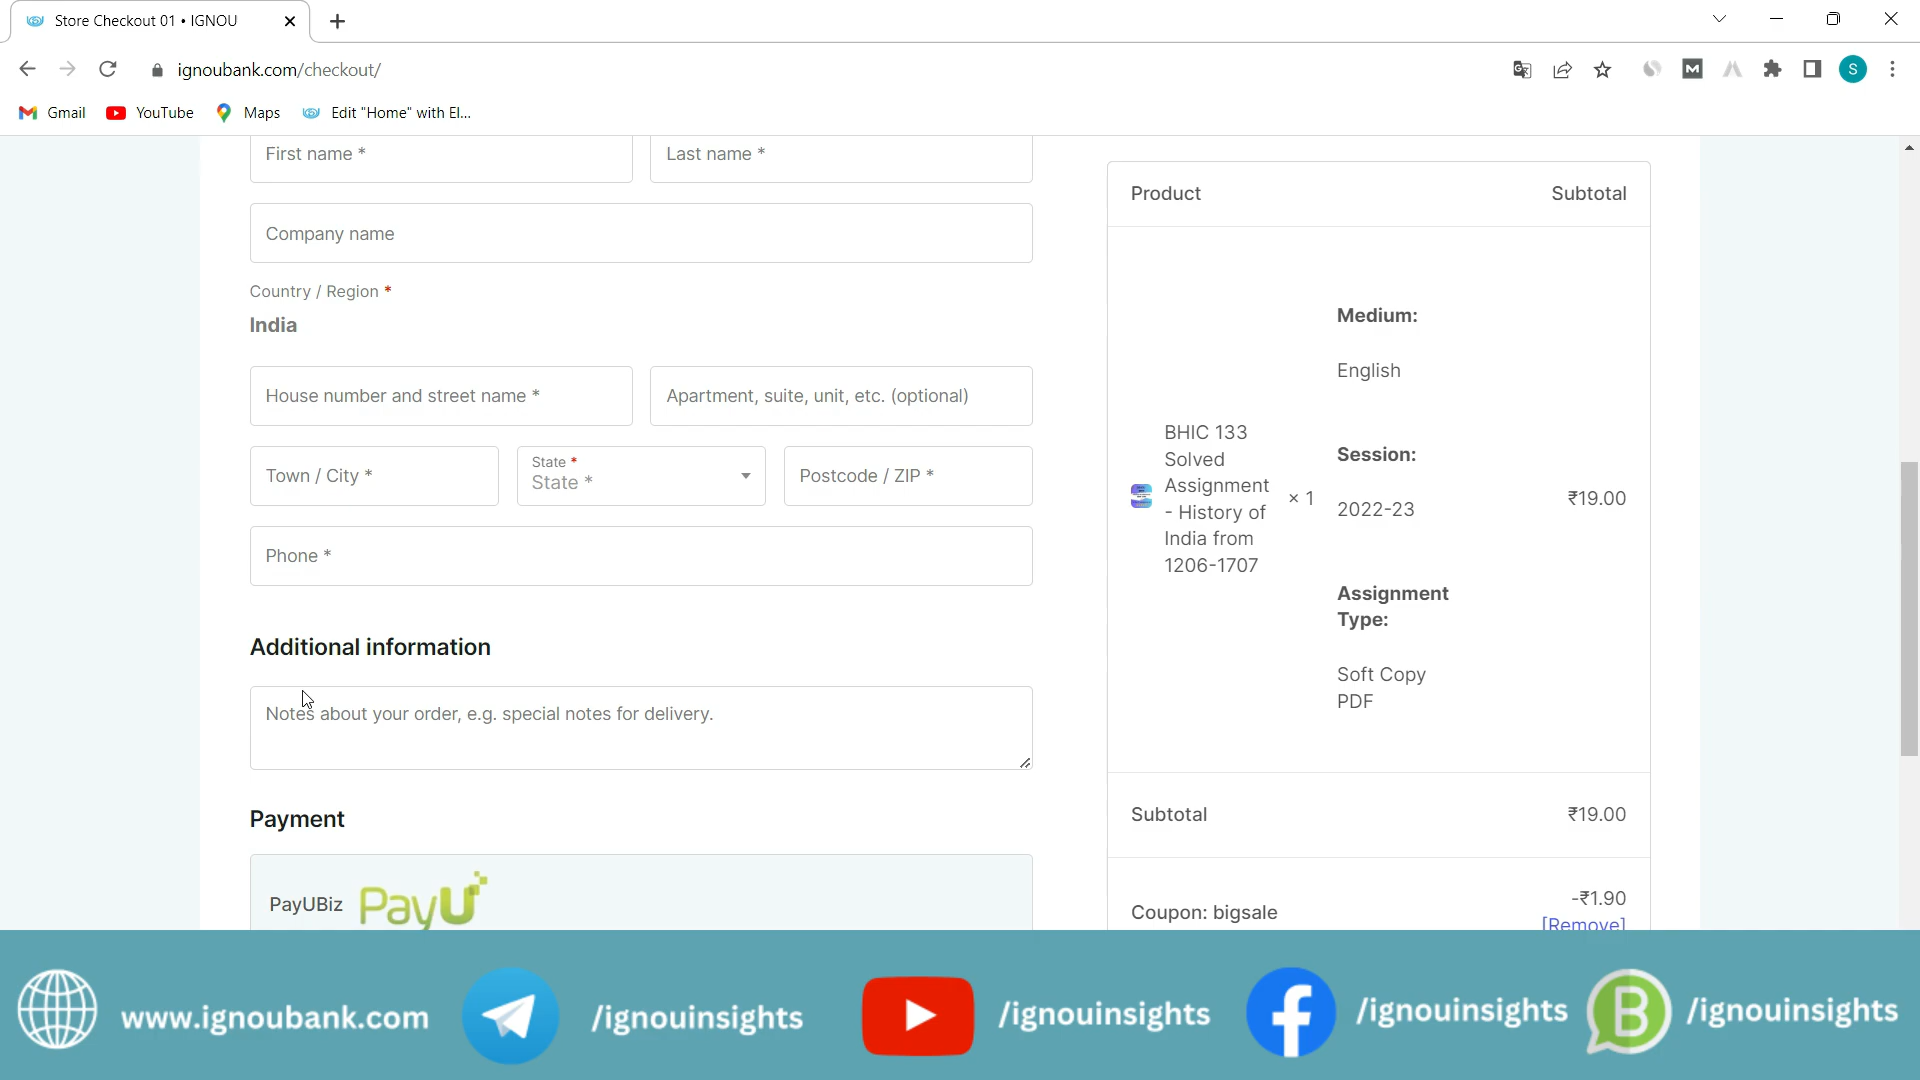 Store Checkout 01 • IGNOU
ignoubank.com/checkout/
M
S
Gmail
YouTube
Maps
Edit "Home" with El...
First name *
Last name *
Company name
Country / Region *
India
House number and street name *
Apartment, suite, unit, etc. (optional)
Town / City *
State *
State *
Postcode / ZIP *
Phone *
Additional information
Notes about your order, e.g. special notes for delivery.
Payment
PayUBiz PayU
Product
Subtotal
BHIC 133
Solved
Assignment
- History of
India from
1206-1707
× 1
Medium:
English
Session:
2022-23
Assignment
Type:
Soft Copy
PDF
₹19.00
Subtotal
₹19.00
Coupon: bigsale
-₹1.90
[Remove]
www.ignoubank.com
/ignouinsights
/ignouinsights
/ignouinsights
B
/ignouinsights